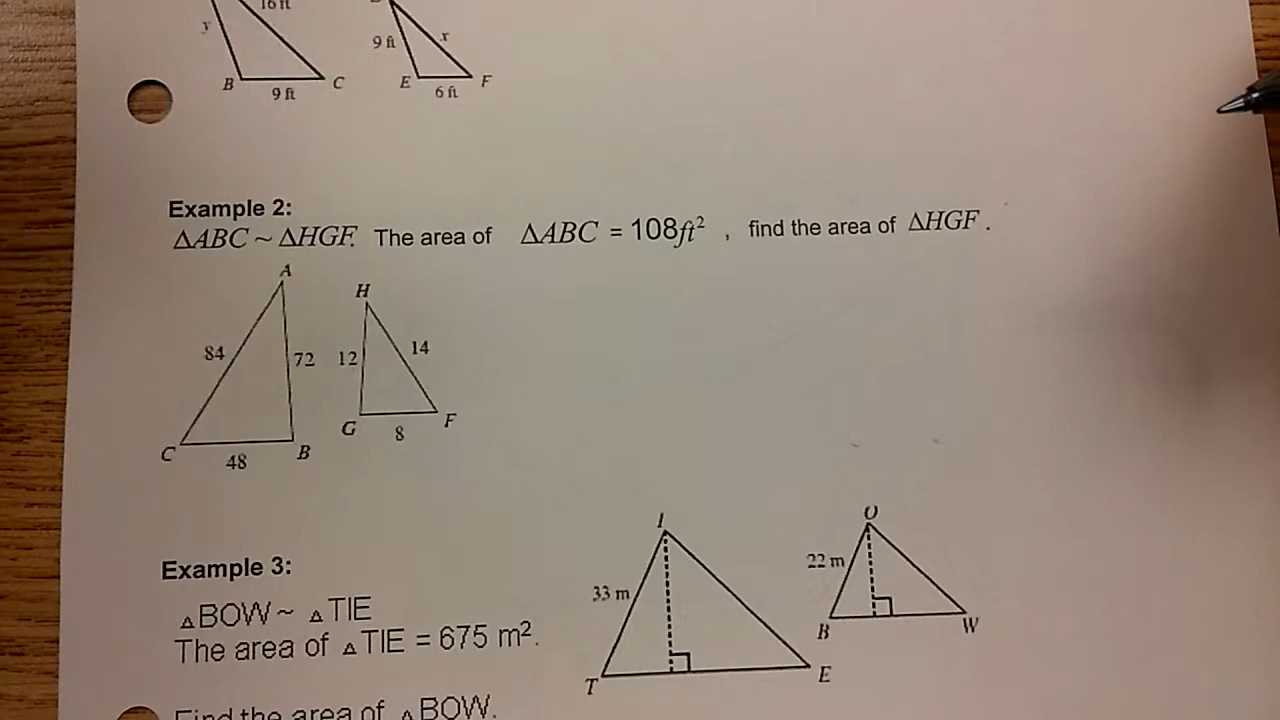 16 ft
y
B
9 ft
C
9 ft
x
E
6 ft
F
Example 2:
ΔABC ~ ΔHGF. The area of ΔABC = 108ft² , find the area of ΔHGF .
A
H
84
72
12
14
C
48
B
G
8
F
Example 3:
△BOW ~ △TIE
The area of △TIE = 675 m².
Find the area of △BOW.
I
33 m
T
E
O
22 m
B
W